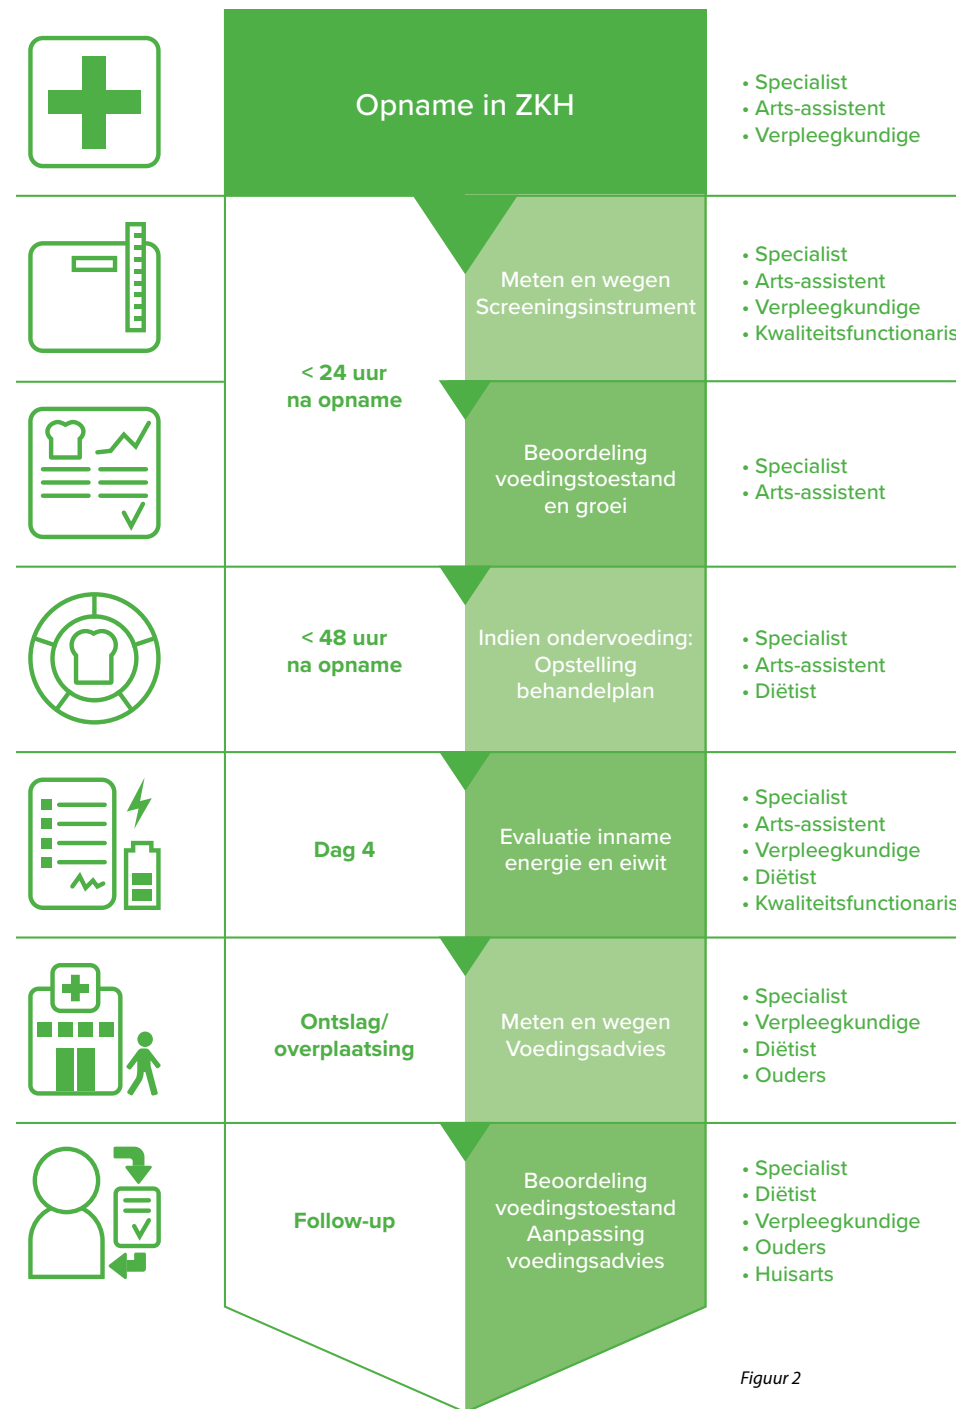 Opname in ZKH
• Specialist
• Arts-assistent
• Verpleegkundige
< 24 uur
na opname
Meten en wegen
Screeningsinstrument
• Specialist
• Arts-assistent
• Verpleegkundige
• Kwaliteitsfunctionaris
Beoordeling
voedingstoestand
en groei
• Specialist
• Arts-assistent
< 48 uur
na opname
Indien ondervoeding:
Opstelling
behandelplan
• Specialist
• Arts-assistent
• Diëtist
Dag 4
Evaluatie inname
energie en eiwit
• Specialist
• Arts-assistent
• Verpleegkundige
• Diëtist
• Kwaliteitsfunctionaris
Ontslag/
overplaatsing
Meten en wegen
Voedingsadvies
• Specialist
• Verpleegkundige
• Diëtist
• Ouders
Follow-up
Beoordeling
voedingstoestand
Aanpassing
voedingsadvies
• Specialist
• Diëtist
• Verpleegkundige
• Ouders
• Huisarts
Figuur 2